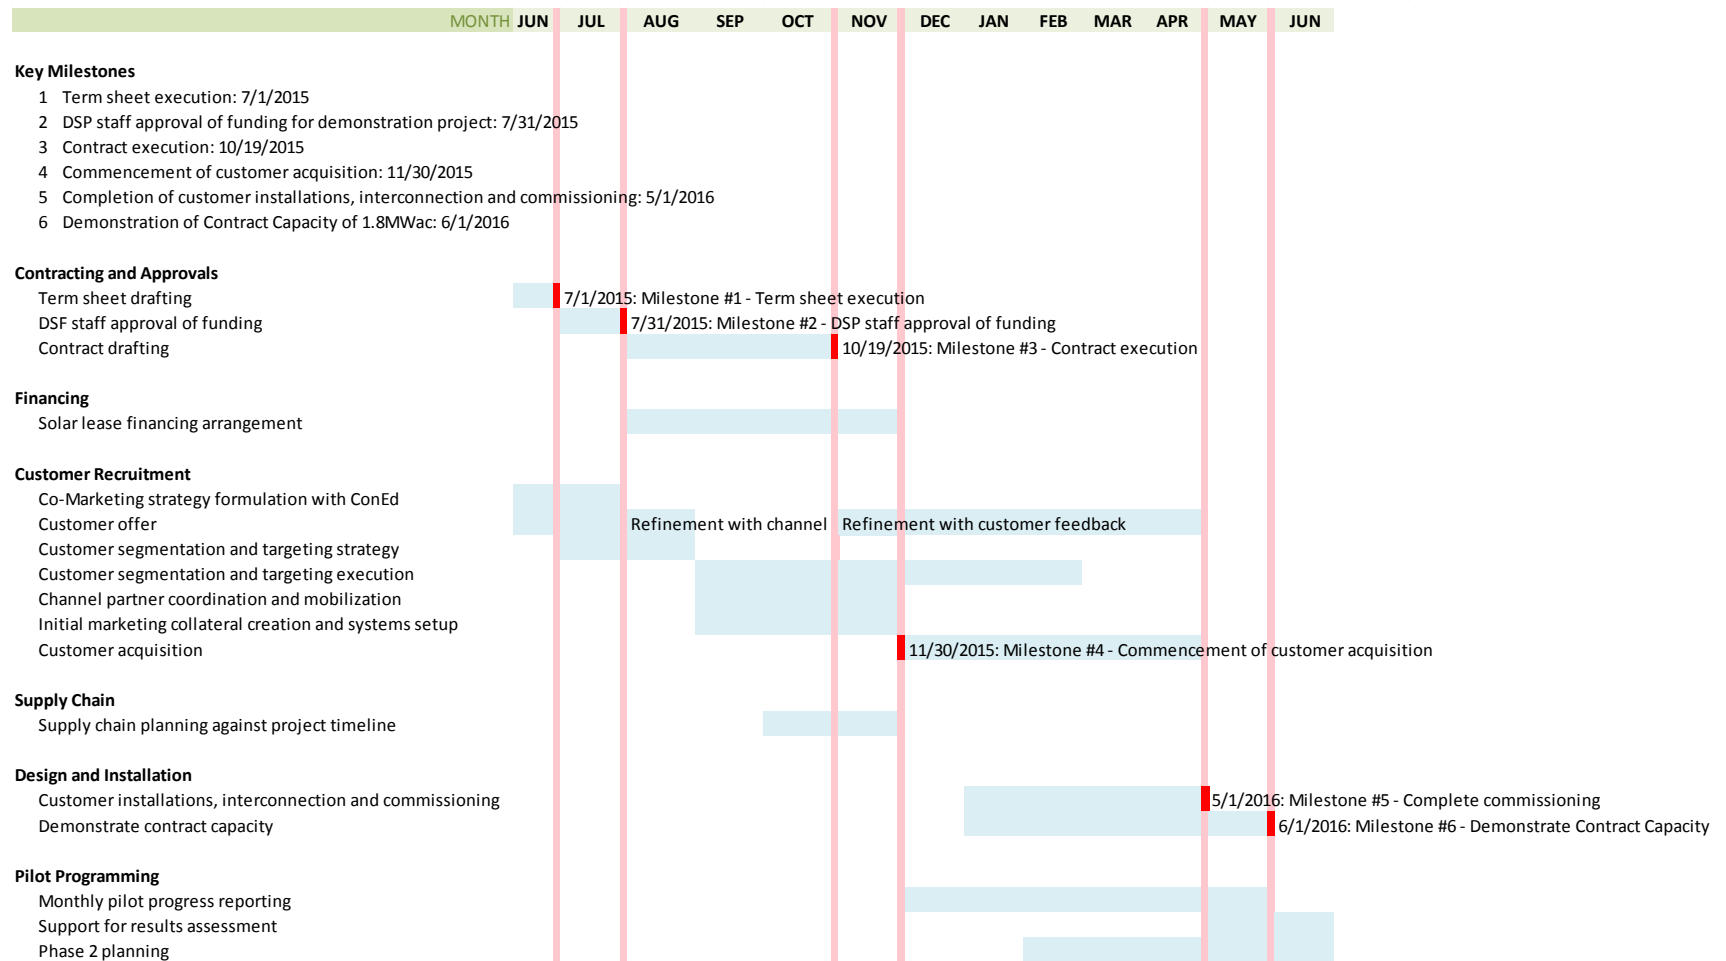 MONTH JUN JUL AUG SEP OCT NOV DEC JAN FEB MAR APR MAY JUN
Key Milestones
1 Term sheet execution: 7/1/2015
2 DSP staff approval of funding for demonstration project: 7/31/2015
3 Contract execution: 10/19/2015
4 Commencement of customer acquisition: 11/30/2015
5 Completion of customer installations, interconnection and commissioning: 5/1/2016
6 Demonstration of Contract Capacity of 1.8MWac: 6/1/2016
Contracting and Approvals
Term sheet drafting 7/1/2015: Milestone #1 - Term sheet execution
DSF staff approval of funding 7/31/2015: Milestone #2 - DSP staff approval of funding
Contract drafting 10/19/2015: Milestone #3 - Contract execution
Financing
Solar lease financing arrangement
Customer Recruitment
Co-Marketing strategy formulation with ConEd
Customer offer Refinement with channel Refinement with customer feedback
Customer segmentation and targeting strategy
Customer segmentation and targeting execution
Channel partner coordination and mobilization
Initial marketing collateral creation and systems setup
Customer acquisition 11/30/2015: Milestone #4 - Commencement of customer acquisition
Supply Chain
Supply chain planning against project timeline
Design and Installation
Customer installations, interconnection and commissioning 5/1/2016: Milestone #5 - Complete commissioning
Demonstrate contract capacity 6/1/2016: Milestone #6 - Demonstrate Contract Capacity
Pilot Programming
Monthly pilot progress reporting
Support for results assessment
Phase 2 planning